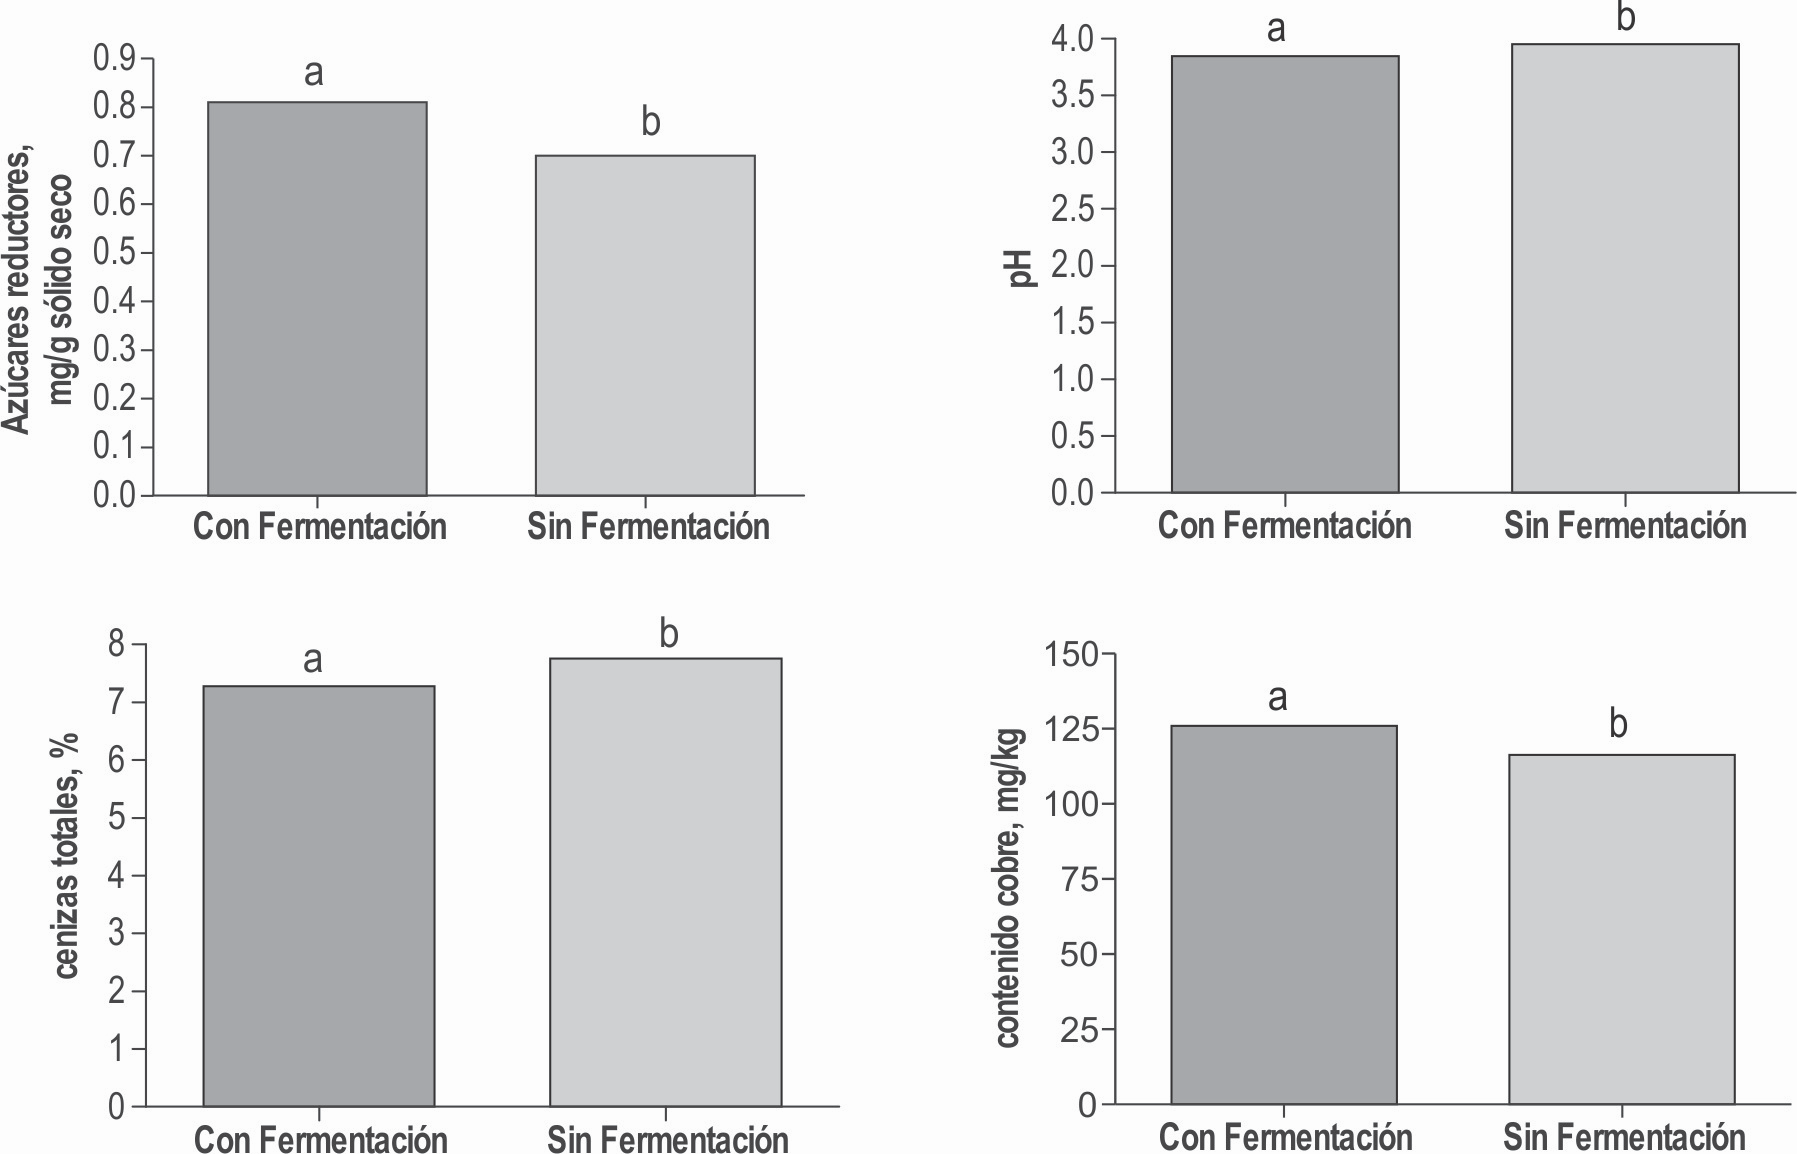 Azúcares reductores,
mg/g sólido seco
0.9
0.8
0.7
0.6
0.5
0.4
0.3
0.2
0.1
0.0
a
b
Con Fermentación
Sin Fermentación
pH
4.0
3.5
3.0
2.5
2.0
1.5
1.0
0.5
0.0
a
b
Con Fermentación
Sin Fermentación
cenizas totales, %
8
7
6
5
4
3
2
1
0
a
b
Con Fermentación
Sin Fermentación
contenido cobre, mg/kg
150
125
100
75
50
25
0
a
b
Con Fermentación
Sin Fermentación